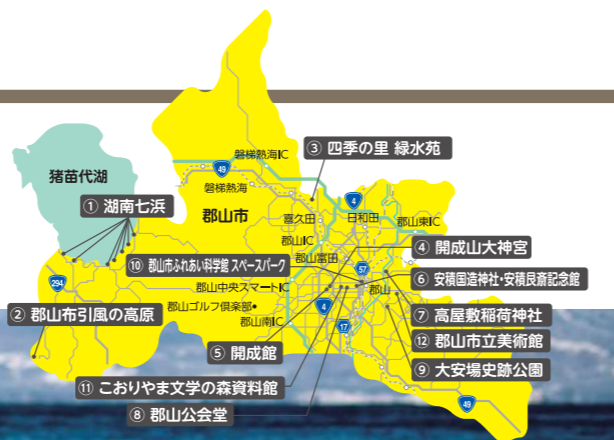 ③ 四季の里 緑水苑
磐梯熱海IC
49
4
猪苗代湖
磐梯熱海
① 湖南七浜
郡山市
喜久田
日和田
郡山東IC
郡山IC
④ 開成山大神宮
郡山富田
⑩ 郡山市ふれあい科学館 スペースパーク
57
⑥ 安積国造神社・安積艮斎記念館
294
郡山中央スマートIC
郡山
郡山ゴルフ倶楽部
4
⑦ 高屋敷稲荷神社
② 郡山布引風の高原
郡山南IC
17
⑫ 郡山市立美術館
⑤ 開成館
⑨ 大安場史跡公園
⑪ こおりやま文学の森資料館
49
⑧ 郡山公会堂